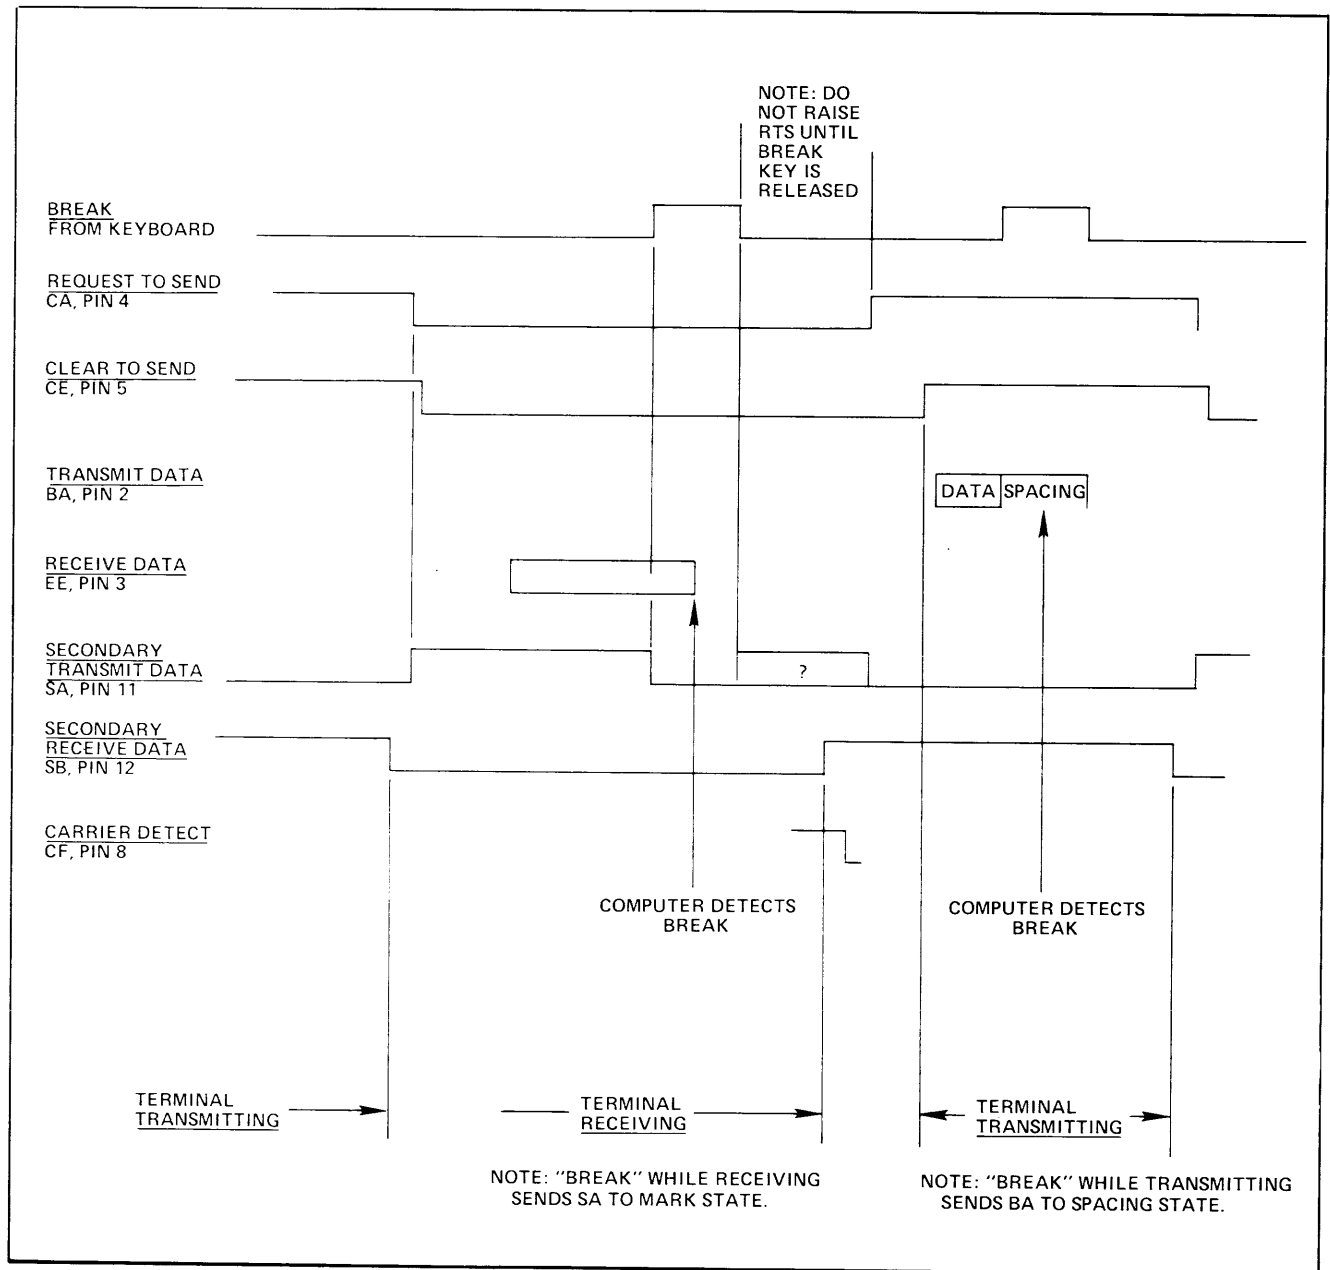 NOTE: DO
NOT RAISE
RTS UNTIL
BREAK
KEY IS
RELEASED
BREAK
FROM KEYBOARD
REQUEST TO SEND
CA, PIN 4
CLEAR TO SEND
CE, PIN 5
TRANSMIT DATA
BA, PIN 2
DATA SPACING
RECEIVE DATA
EE, PIN 3
SECONDARY
TRANSMIT DATA
SA, PIN 11
?
SECONDARY
RECEIVE DATA
SB, PIN 12
CARRIER DETECT
CF, PIN 8
COMPUTER DETECTS
BREAK
COMPUTER DETECTS
BREAK
TERMINAL
TRANSMITTING
TERMINAL
RECEIVING
TERMINAL
TRANSMITTING
NOTE: "BREAK" WHILE RECEIVING
SENDS SA TO MARK STATE.
NOTE: "BREAK" WHILE TRANSMITTING
SENDS BA TO SPACING STATE.